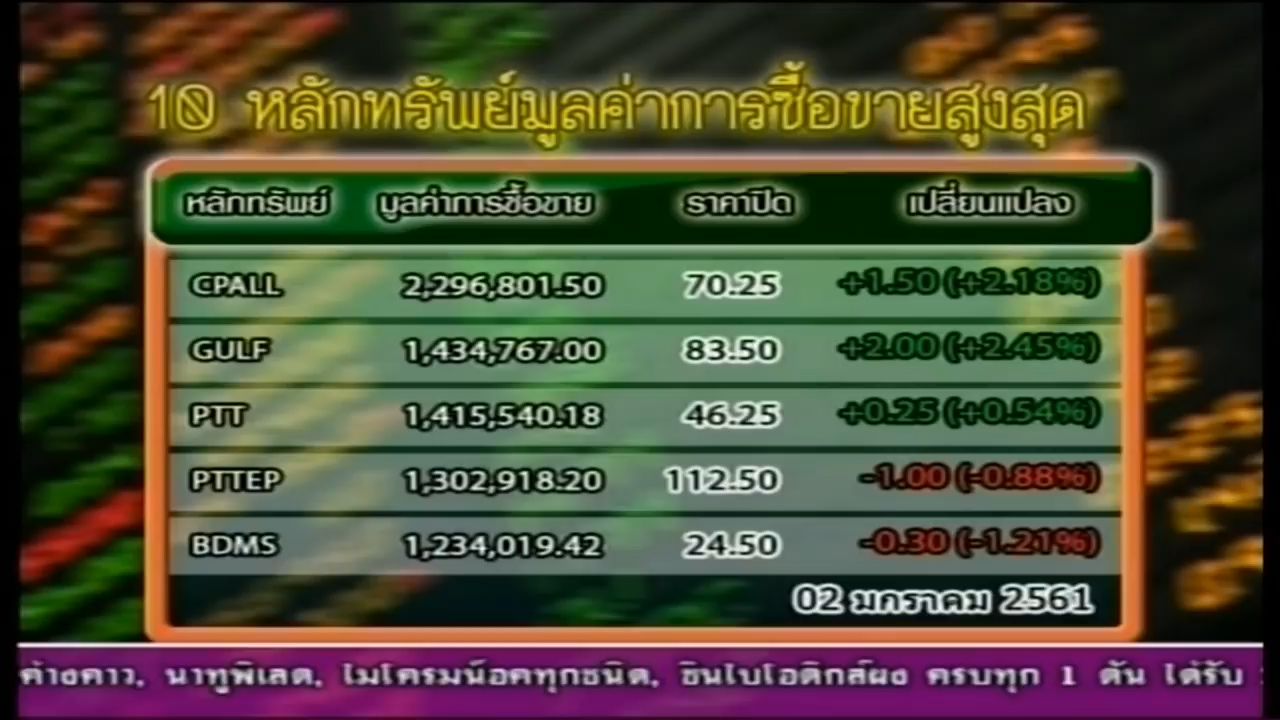 10 หลักทรัพย์มูลค่าการซื้อขายสูงสุด
หลักทรัพย์ มูลค่าการซื้อขาย ราคาปิด เปลี่ยนแปลง
CPALL 2,296,801.50 70.25 +1.50 (+2.18%)
GULF 1,434,767.00 83.50 +2.00 (+2.45%)
PTT 1,415,540.18 46.25 +0.25 (+0.54%)
PTTEP 1,302,918.20 112.50 -1.00 (-0.88%)
BDMS 1,234,019.42 24.50 -0.30 (-1.21%)
02 มกราคม 2561
ค้างคาว, นาทูพิเลต, ไมโครมน็อคทุกชนิด, ชินไบโอติกส์ผง ครบทุก 1 ตัน ได้รับ